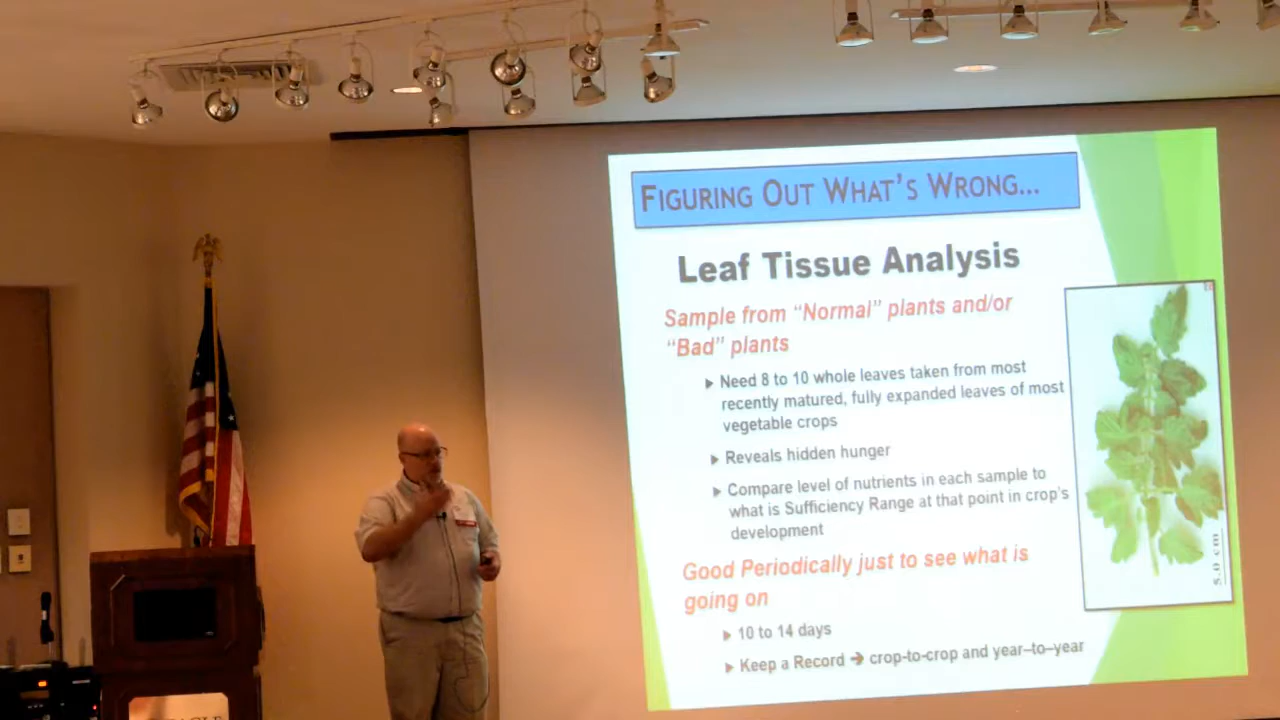 FIGURING OUT WHAT'S WRONG...
Leaf Tissue Analysis
Sample from “Normal” plants and/or
“Bad” plants
Need 8 to 10 whole leaves taken from most
recently matured, fully expanded leaves of most
vegetable crops
Reveals hidden hunger
Compare level of nutrients in each sample to
what is Sufficiency Range at that point in crop's
development
Good Periodically just to see what is
going on
10 to 14 days
Keep a Record ➔ crop-to-crop and year–to–year
5.0 cm